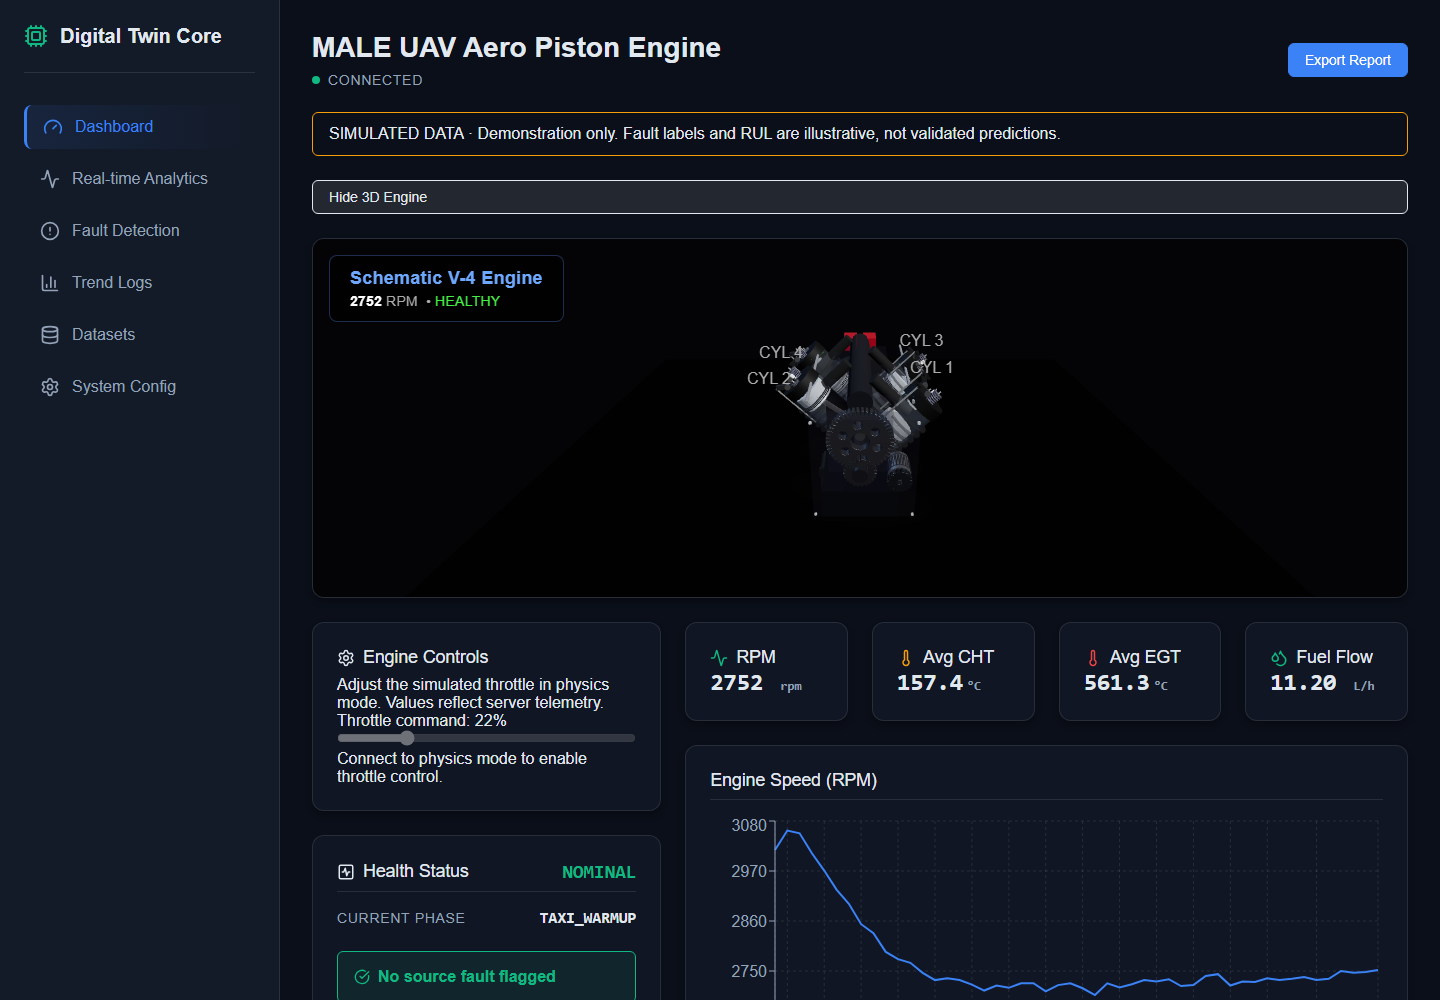 Digital Twin Core
Dashboard
Real-time Analytics
Fault Detection
Trend Logs
Datasets
System Config
MALE UAV Aero Piston Engine
CONNECTED
Export Report
SIMULATED DATA · Demonstration only. Fault labels and RUL are illustrative, not validated predictions.
Hide 3D Engine
Schematic V-4 Engine
2752 RPM • HEALTHY
CYL 4
CYL 3
CYL 2
CYL 1
Engine Controls
Adjust the simulated throttle in physics
mode. Values reflect server telemetry.
Throttle command: 22%
Connect to physics mode to enable
throttle control.
RPM
2752 rpm
Avg CHT
157.4 °C
Avg EGT
561.3 °C
Fuel Flow
11.20 L/h
Health Status NOMINAL
CURRENT PHASE TAXI_WARMUP
No source fault flagged
Engine Speed (RPM)
3080
2970
2860
2750